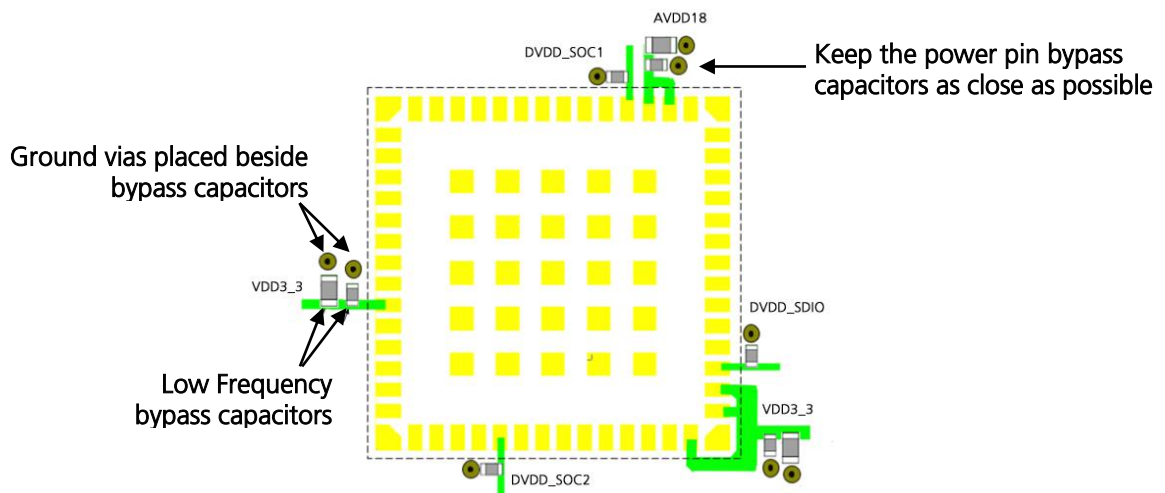 AVDD18
DVDD_SOC1
Keep the power pin bypass
capacitors as close as possible
Ground vias placed beside
bypass capacitors
VDD3_3
DVDD_SDIO
Low Frequency
bypass capacitors
VDD3_3
DVDD_SOC2